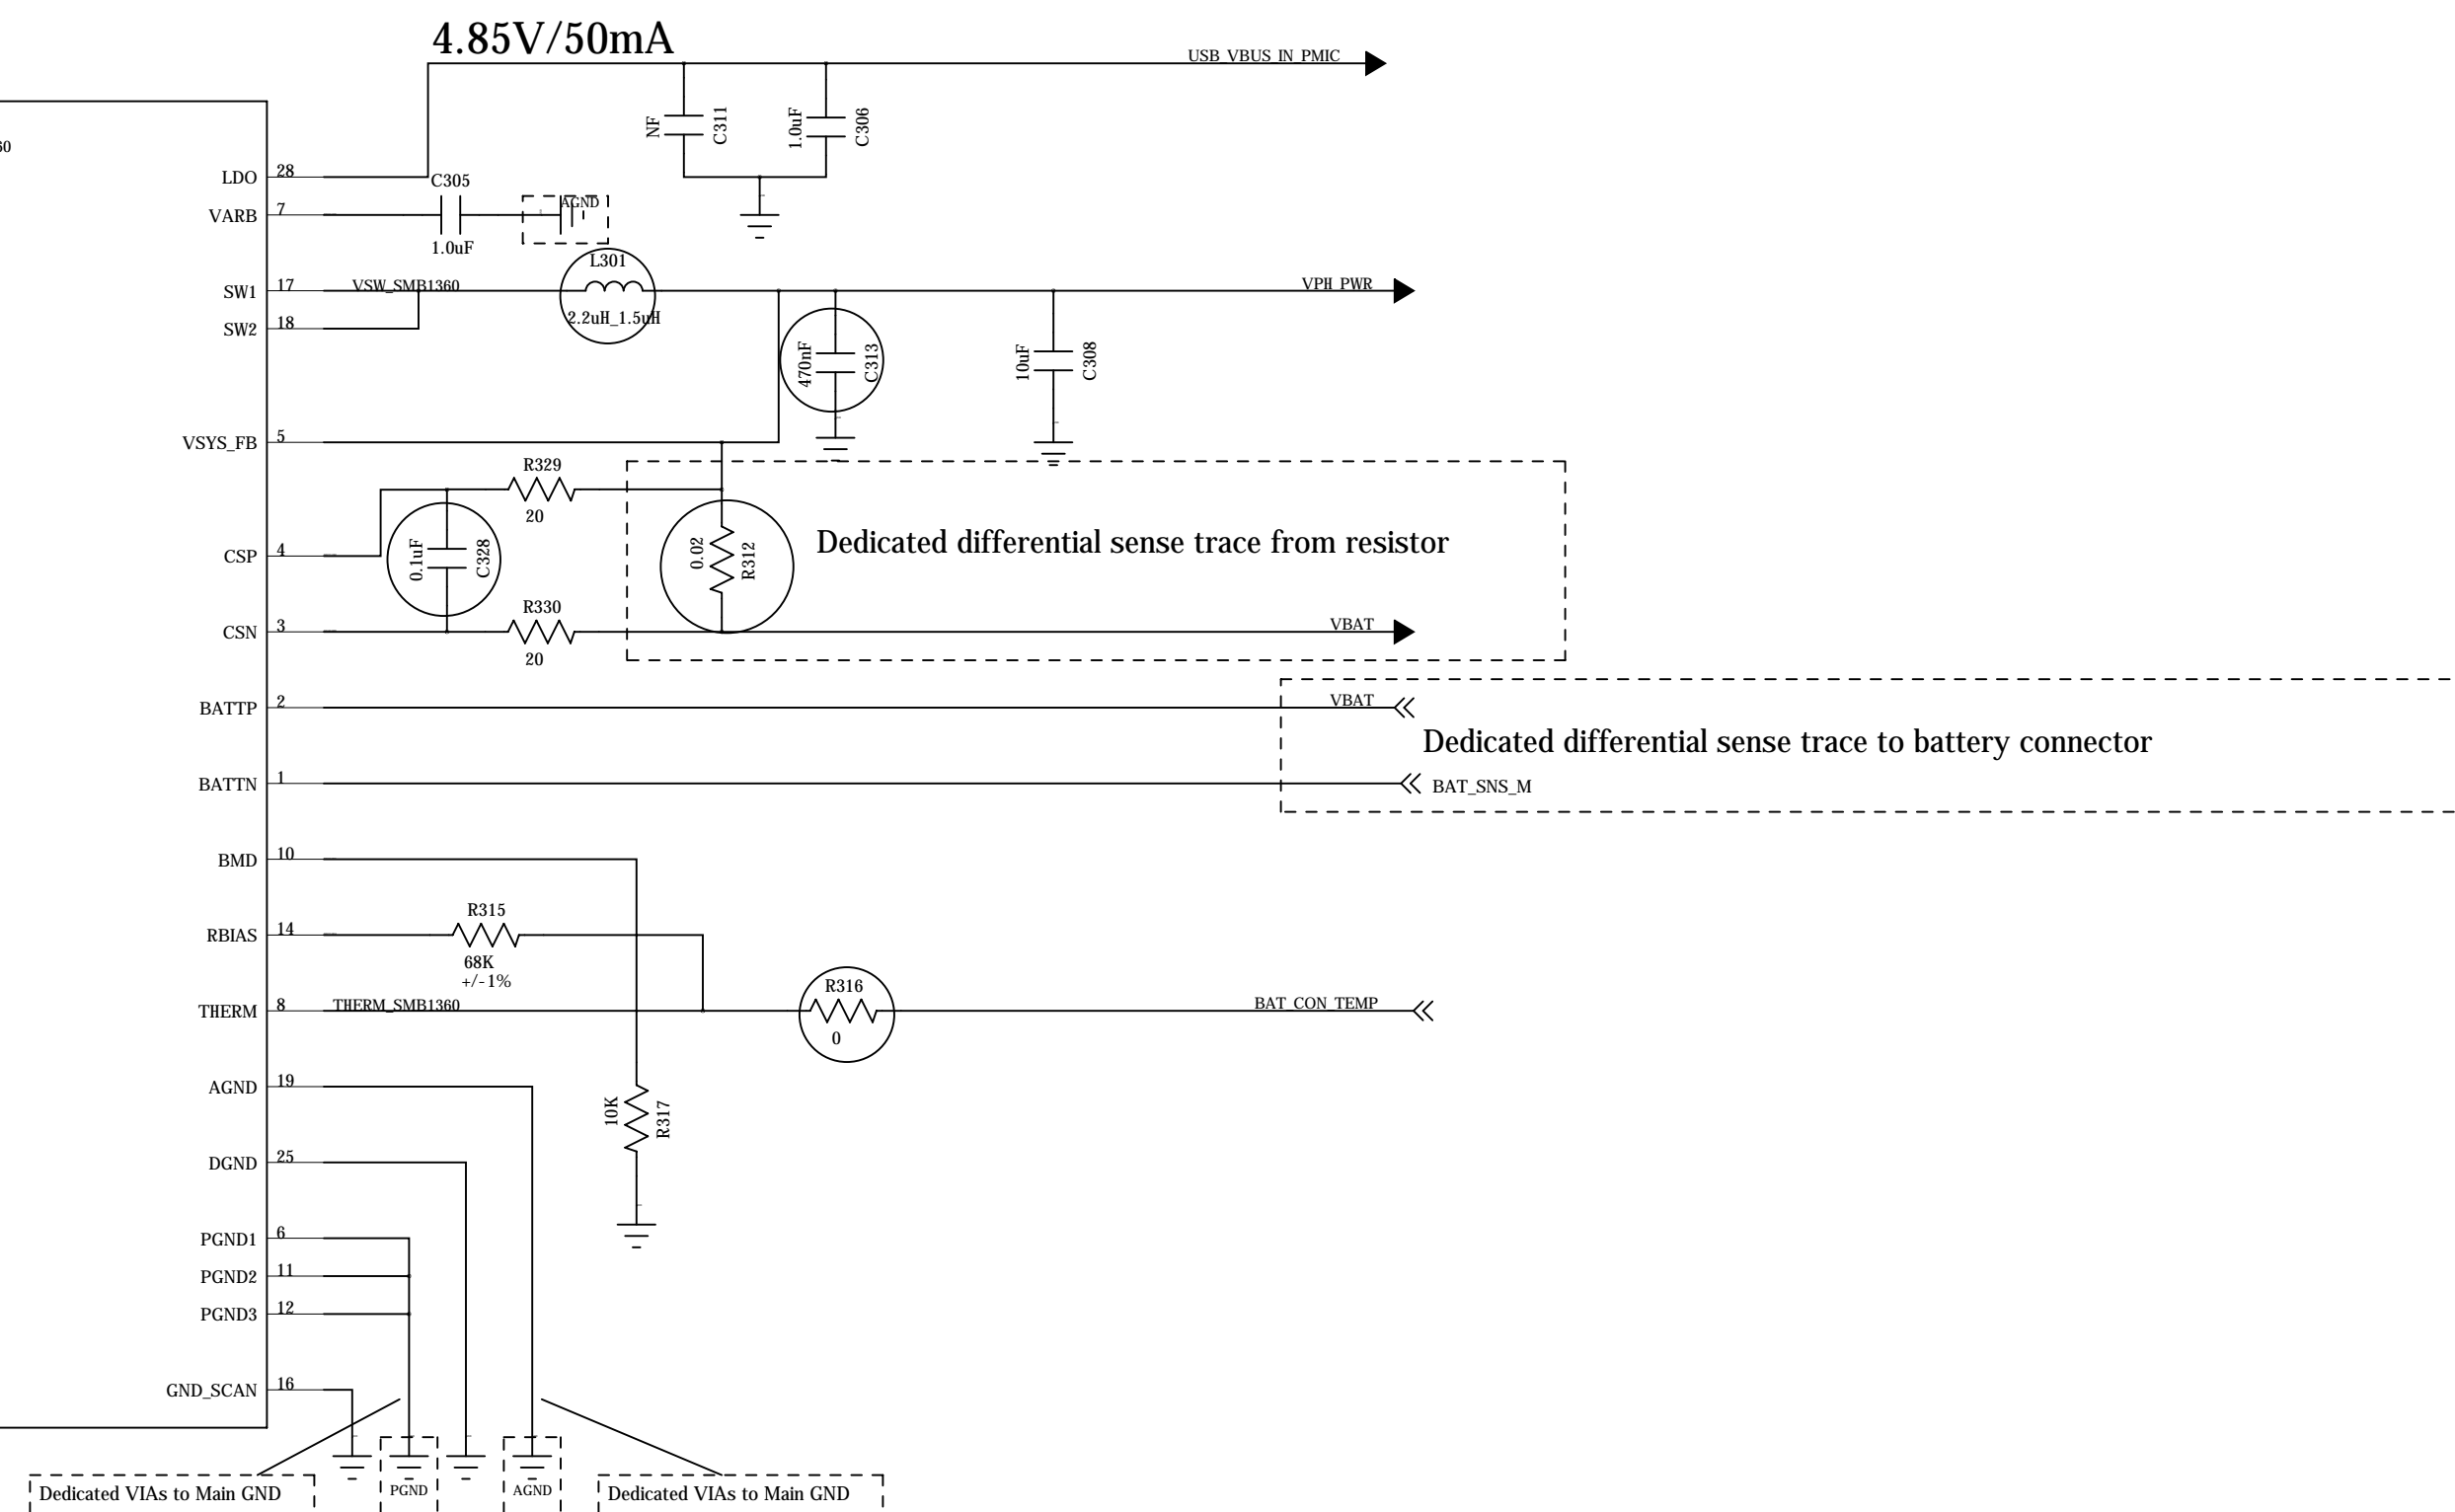 4.85V/50mA
USB_VBUS_IN_PMIC
NF
C311
1.0uF
C306
60
LDO 28
C305
AGND
VARB 7
1.0uF
L301
SW1 17 VSW_SMB1360
VPH_PWR
2.2uH_1.5uH
SW2 18
470nF
C313
10uF
C308
VSYS_FB 5
R329
20
0.1uF
C328
0.02
R312
Dedicated differential sense trace from resistor
CSP 4
R330
CSN 3
VBAT
20
BATTP 2
VBAT
Dedicated differential sense trace to battery connector
BATTN 1
BAT_SNS_M
BMD 10
R315
RBIAS 14
68K
+/-1%
R316
THERM 8 THERM_SMB1360
BAT_CON_TEMP
0
AGND 19
10K
R317
DGND 25
PGND1 6
PGND2 11
PGND3 12
GND_SCAN 16
Dedicated VIAs to Main GND
PGND
AGND
Dedicated VIAs to Main GND